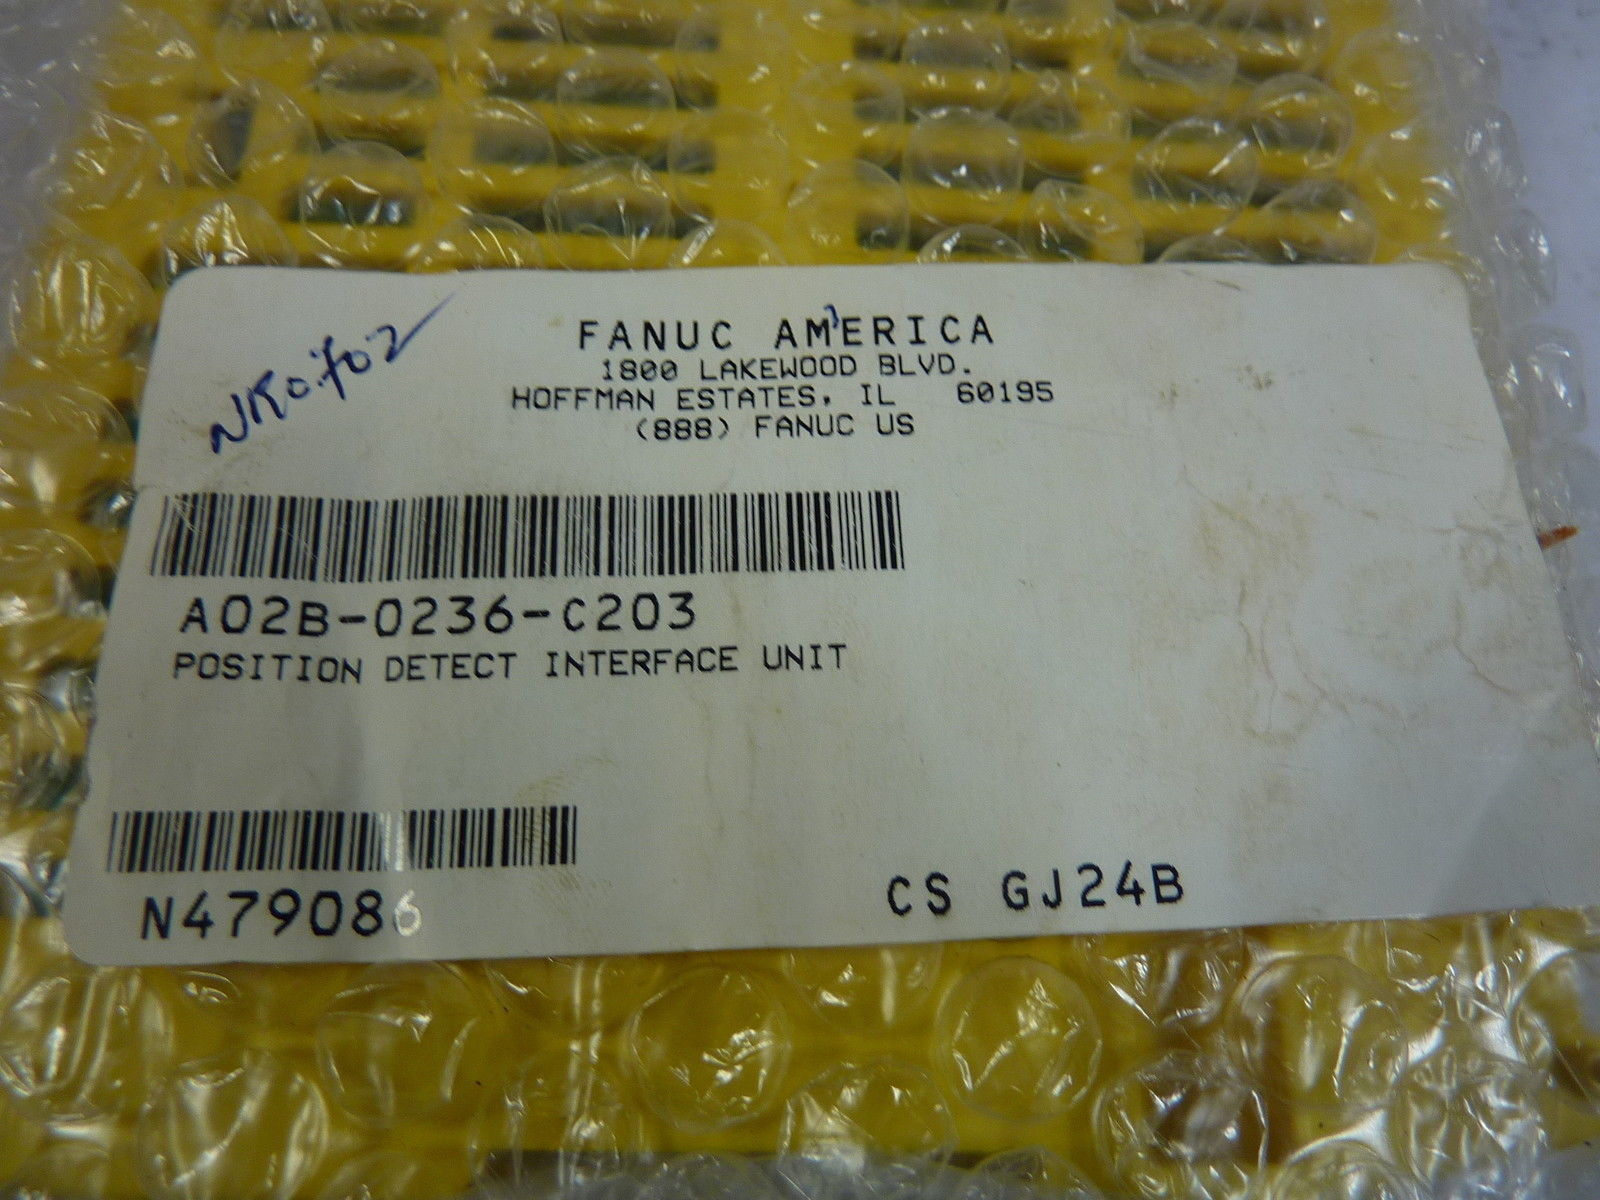 NR0702
FANUC AMERICA
1800 LAKEWOOD BLVD.
HOFFMAN ESTATES, IL 60195
(888) FANUC US
A02B-0236-C203
POSITION DETECT INTERFACE UNIT
N479086
CS GJ24B